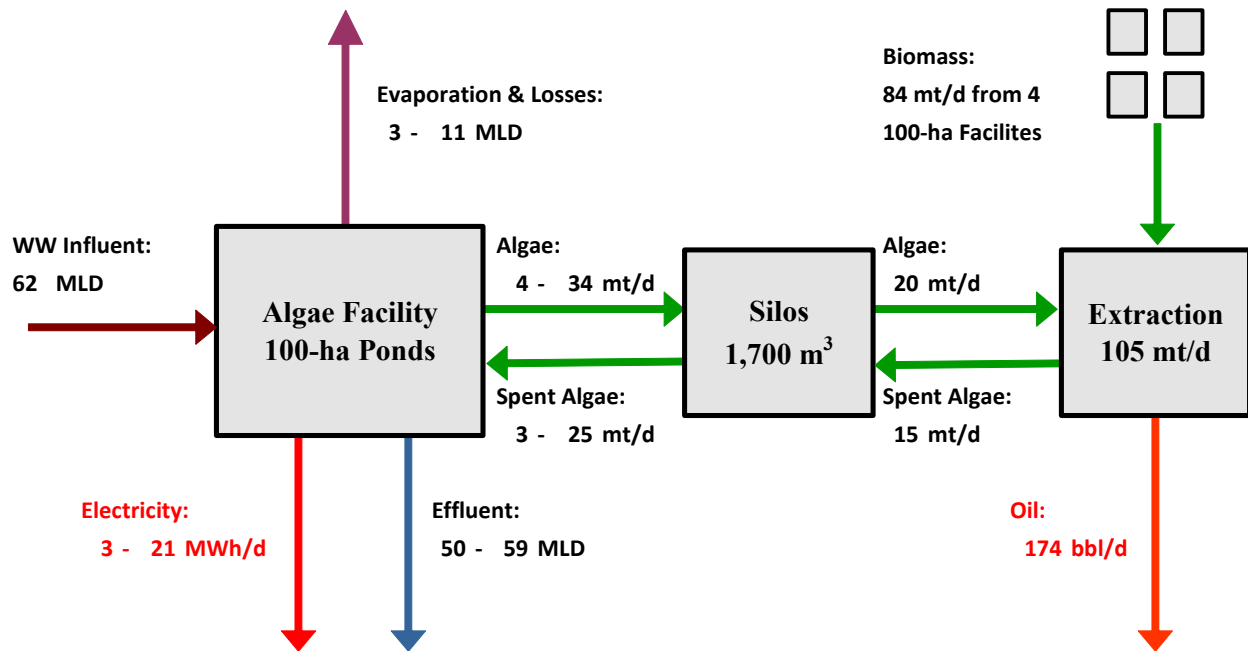 Biomass:
84 mt/d from 4
100-ha Facilites
Evaporation & Losses:
3 - 11 MLD
WW Influent:
62 MLD
Algae Facility
100-ha Ponds
Algae:
4 - 34 mt/d
Spent Algae:
3 - 25 mt/d
Silos
1,700 m³
Algae:
20 mt/d
Spent Algae:
15 mt/d
Extraction
105 mt/d
Electricity:
3 - 21 MWh/d
Effluent:
50 - 59 MLD
Oil:
174 bbl/d